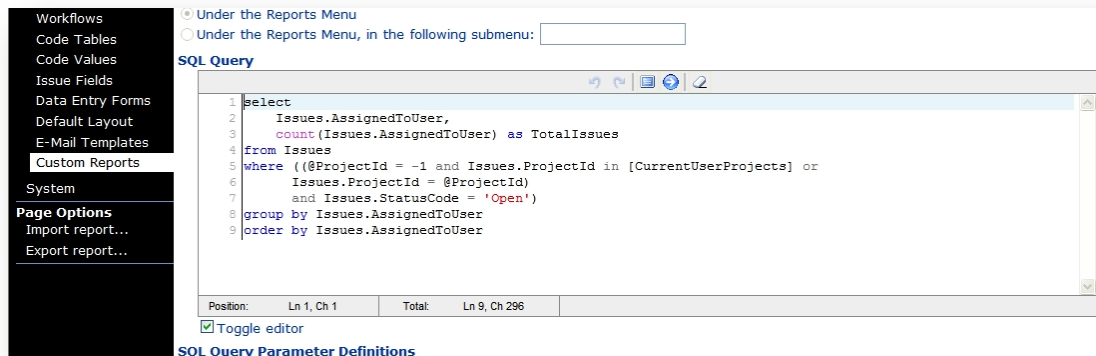 Workflows
Code Tables
Code Values
Issue Fields
Data Entry Forms
Default Layout
E-Mail Templates
Custom Reports
System
Page Options
Import report...
Export report...
Under the Reports Menu
Under the Reports Menu, in the following submenu:
SQL Query
1 select
2 Issues.AssignedToUser,
3 count(Issues.AssignedToUser) as TotalIssues
4 from Issues
5 where ((@ProjectId = -1 and Issues.ProjectId in [CurrentUserProjects] or
6 Issues.ProjectId = @ProjectId)
7 and Issues.StatusCode = 'Open')
8 group by Issues.AssignedToUser
9 order by Issues.AssignedToUser
Position: Ln 1, Ch 1 Total: Ln 9, Ch 296
Toggle editor
SQL Query Parameter Definitions